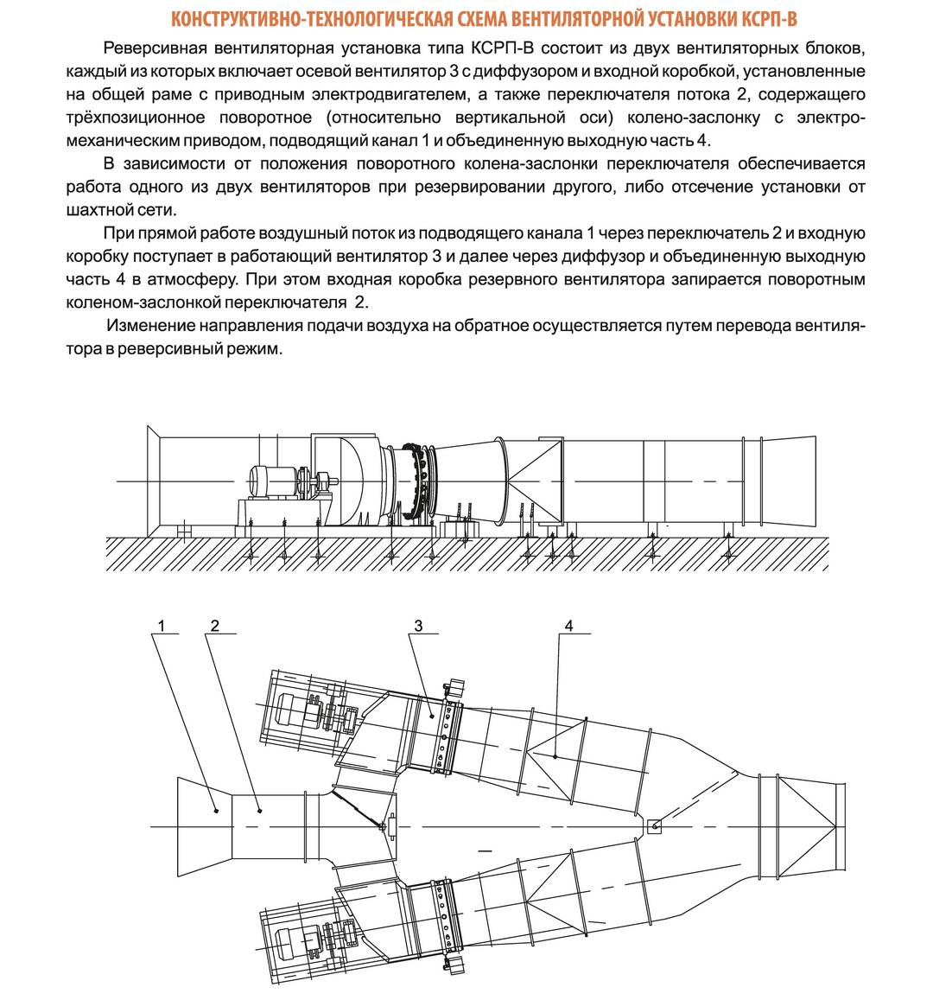 КОНСТРУКТИВНО-ТЕХНОЛОГИЧЕСКАЯ СХЕМА ВЕНТИЛЯТОРНОЙ УСТАНОВКИ КСРП-В
Реверсивная вентиляторная установка типа КСРП-В состоит из двух вентиляторных блоков,
каждый из которых включает осевой вентилятор 3 с диффузором и входной коробкой, установленные
на общей раме с приводным электродвигателем, а также переключателя потока 2, содержащего
трёхпозиционное поворотное (относительно вертикальной оси) колено-заслонку с электро-
механическим приводом, подводящий канал 1 и объединенную выходную часть 4.
В зависимости от положения поворотного колена-заслонки переключателя обеспечивается
работа одного из двух вентиляторов при резервировании другого, либо отсечение установки от
шахтной сети.
При прямой работе воздушный поток из подводящего канала 1 через переключатель 2 и входную
коробку поступает в работающий вентилятор 3 и далее через диффузор и объединенную выходную
часть 4 в атмосферу. При этом входная коробка резервного вентилятора запирается поворотным
коленом-заслонкой переключателя 2.
Изменение направления подачи воздуха на обратное осуществляется путем перевода вентиля-
тора в реверсивный режим.
1 2 3 4